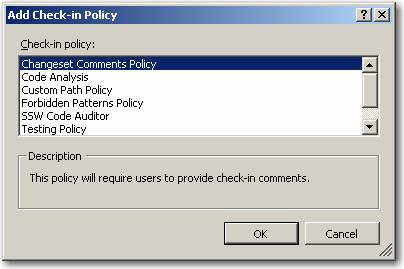 Add Check-in Policy
Check-in policy:
Changeset Comments Policy
Code Analysis
Custom Path Policy
Forbidden Patterns Policy
SSW Code Auditor
Testing Policy
Description
This policy will require users to provide check-in comments.
OK
Cancel